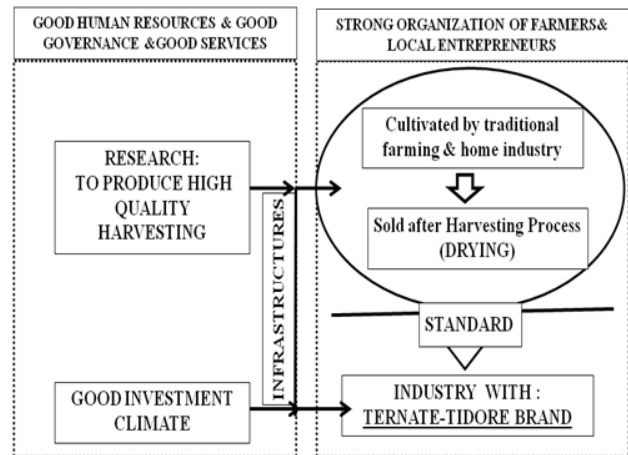 GOOD HUMAN RESOURCES & GOOD
GOVERNANCE &GOOD SERVICES
STRONG ORGANIZATION OF FARMERS&
LOCAL ENTREPRENEURS
RESEARCH:
TO PRODUCE HIGH
QUALITY
HARVESTING
INFRASTRUCTURES
GOOD INVESTMENT
CLIMATE
Cultivated by traditional
farming & home industry
Sold after Harvesting Process
(DRYING)
STANDARD
INDUSTRY WITH :
TERNATE-TIDORE BRAND